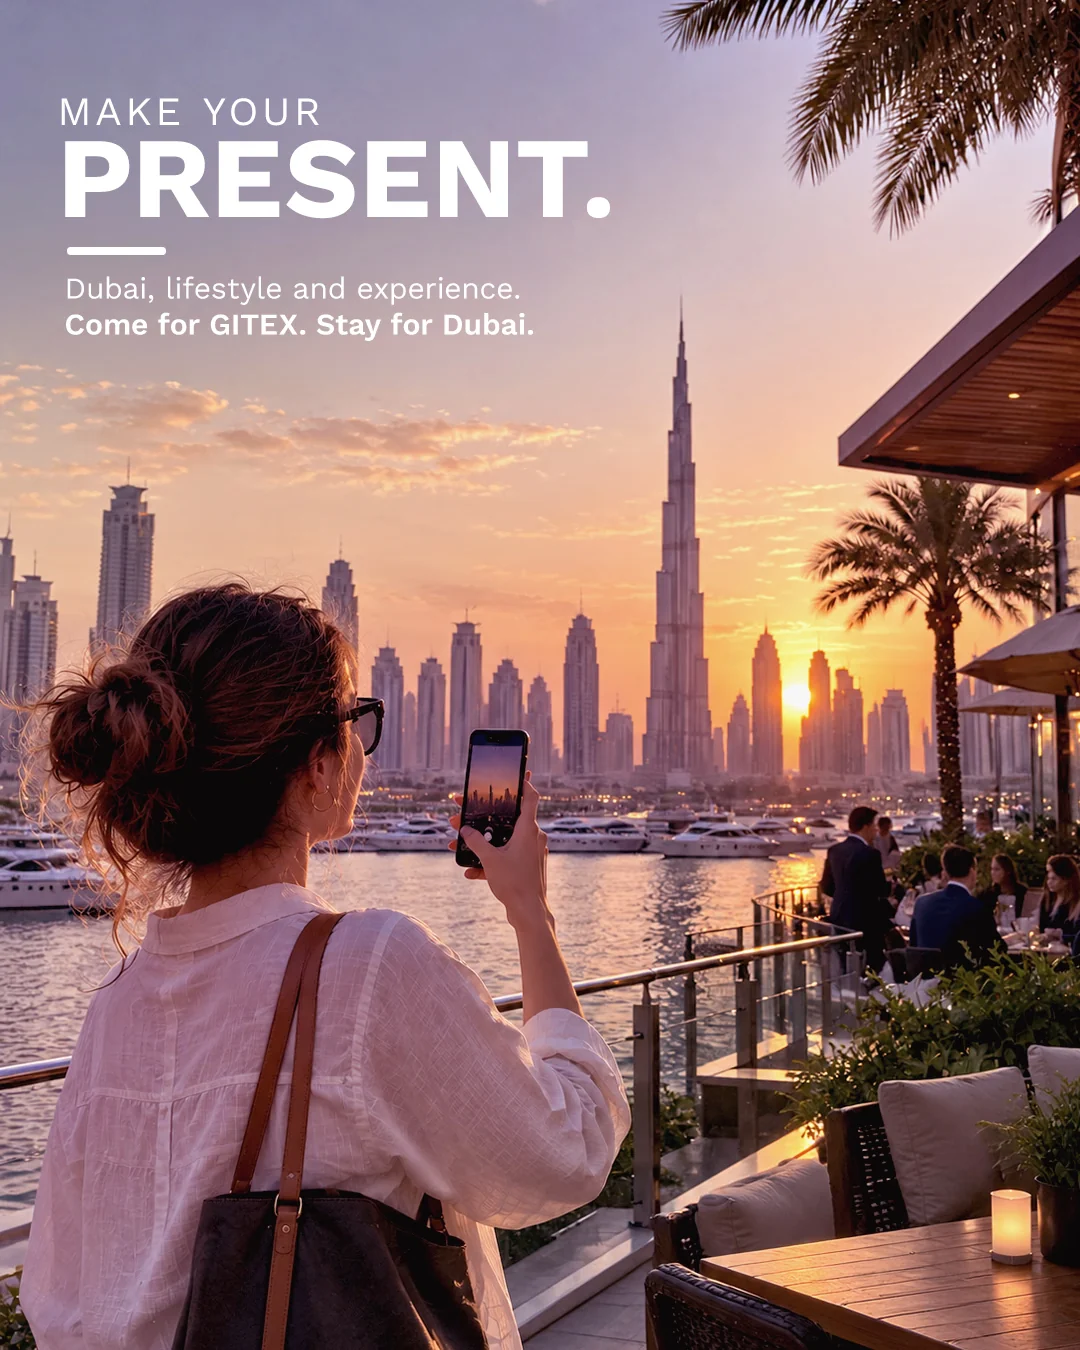 MAKE YOUR
PRESENT.
Dubai, lifestyle and experience.
Come for GITEX. Stay for Dubai.